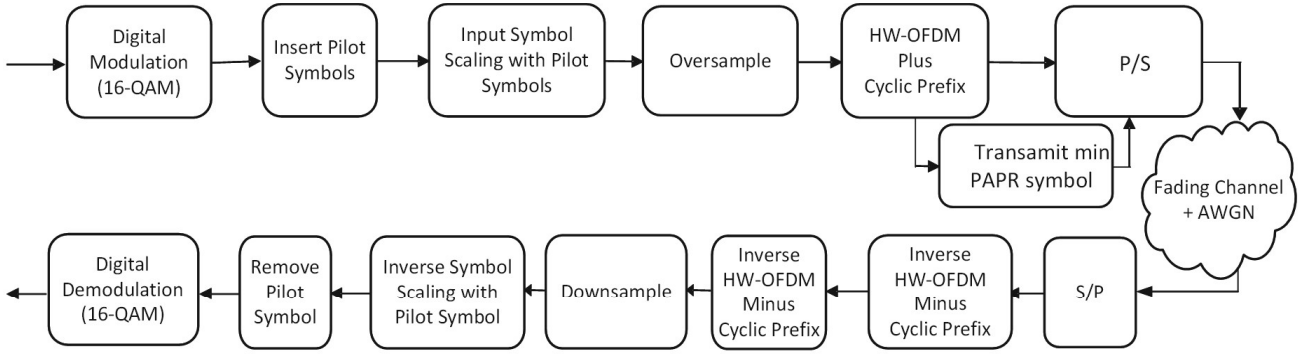 Digital
Modulation
(16-QAM)
Insert Pilot
Symbols
Input Symbol
Scaling with Pilot
Symbols
Oversample
HW-OFDM
Plus
Cyclic Prefix
P/S
Transamit min
PAPR symbol
Fading Channel
+ AWGN
Digital
Demodulation
(16-QAM)
Remove
Pilot
Symbol
Inverse Symbol
Scaling with
Pilot Symbol
Downsample
Inverse
HW-OFDM
Minus
Cyclic Prefix
Inverse
HW-OFDM
Minus
Cyclic Prefix
S/P